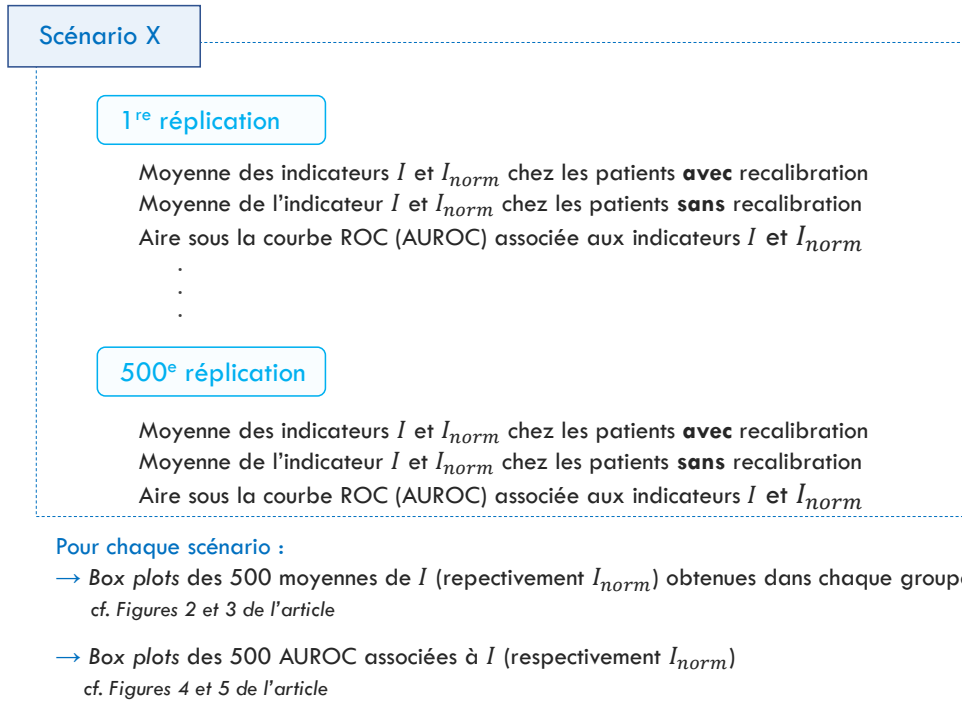 Scénario X
1re réplication
Moyenne des indicateurs I et Inorm chez les patients avec recalibration
Moyenne de l'indicateur I et Inorm chez les patients sans recalibration
Aire sous la courbe ROC (AUROC) associée aux indicateurs I et Inorm
.
.
.
500e réplication
Moyenne des indicateurs I et Inorm chez les patients avec recalibration
Moyenne de l'indicateur I et Inorm chez les patients sans recalibration
Aire sous la courbe ROC (AUROC) associée aux indicateurs I et Inorm
Pour chaque scénario :
→ Box plots des 500 moyennes de I (repectivement Inorm) obtenues dans chaque groupe
cf. Figures 2 et 3 de l'article
→ Box plots des 500 AUROC associées à I (respectivement Inorm)
cf. Figures 4 et 5 de l'article